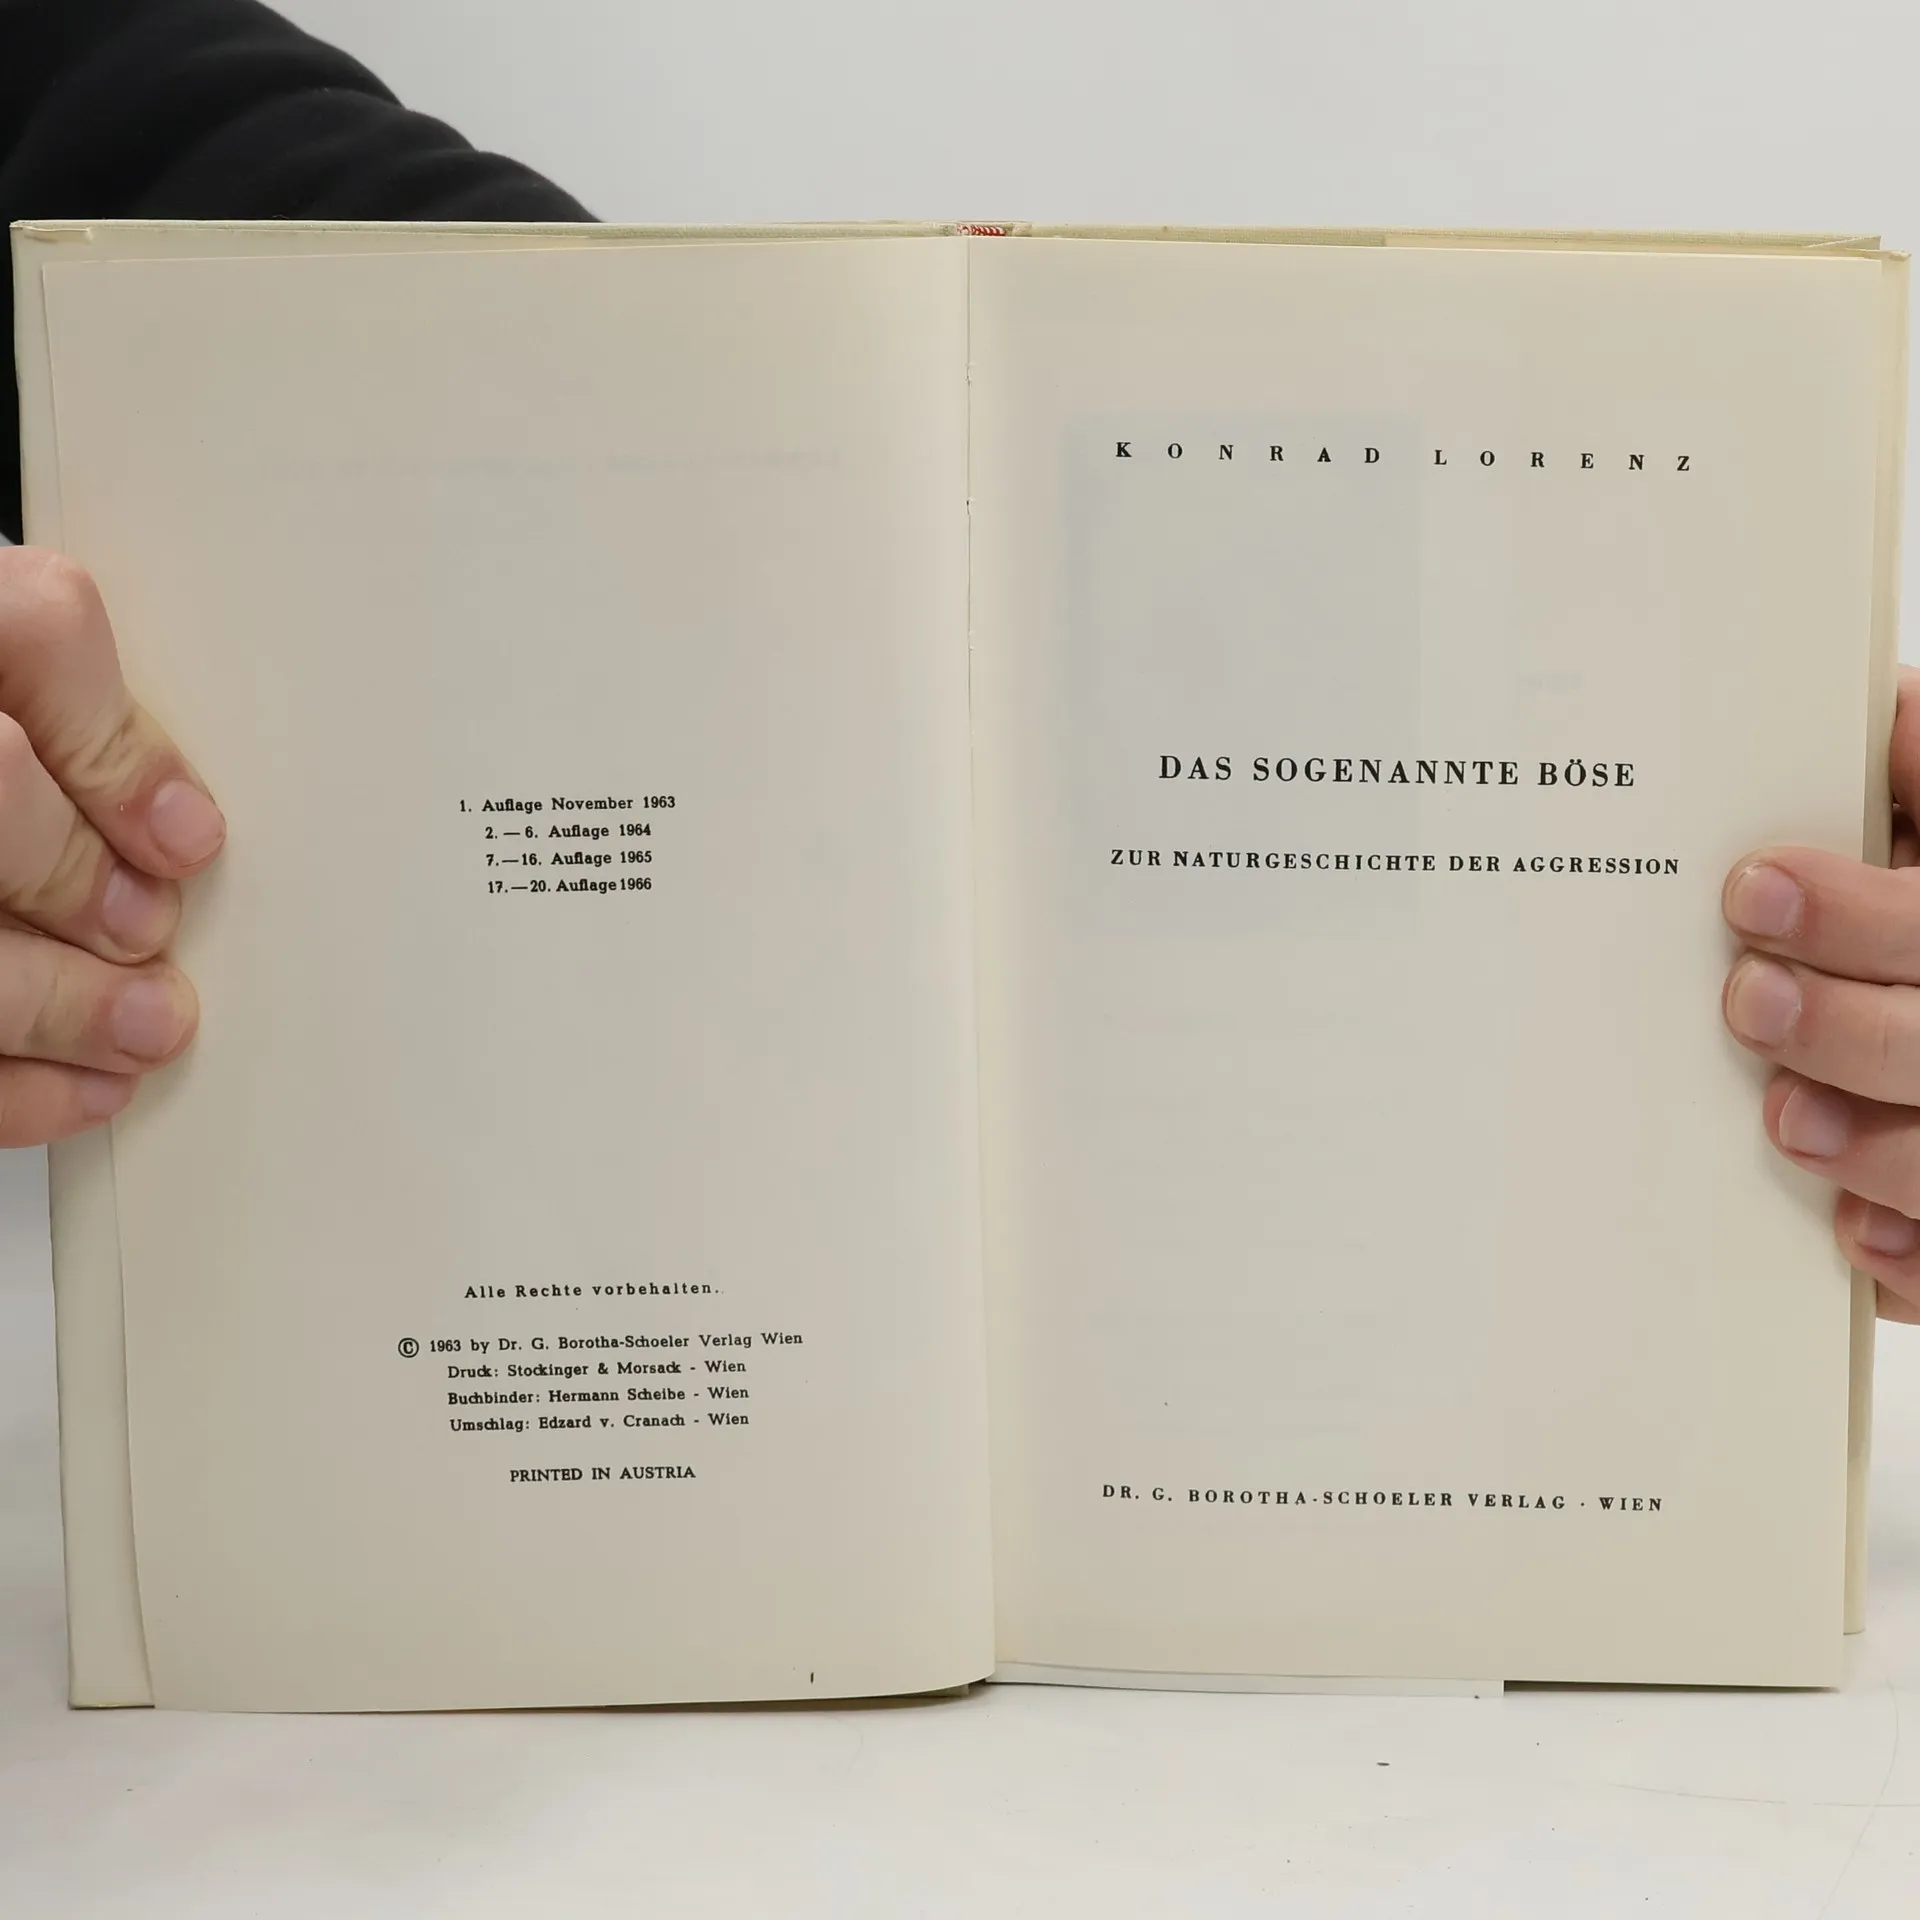 1. Auflage November 1963
2. — 6. Auflage 1964
7.—16. Auflage 1965
17.—20. Auflage 1966
Alle Rechte vorbehalten.
© 1963 by Dr. G. Borotha-Schoeler Verlag Wien
Druck: Stockinger & Morsack - Wien
Buchbinder: Hermann Scheibe - Wien
Umschlag: Edzard v. Cranach - Wien
PRINTED IN AUSTRIA
KONRAD LORENZ
DAS SOGENANNTE BÖSE
ZUR NATURGESCHICHTE DER AGGRESSION
DR. G. BOROTHA-SCHOELER VERLAG · WIEN